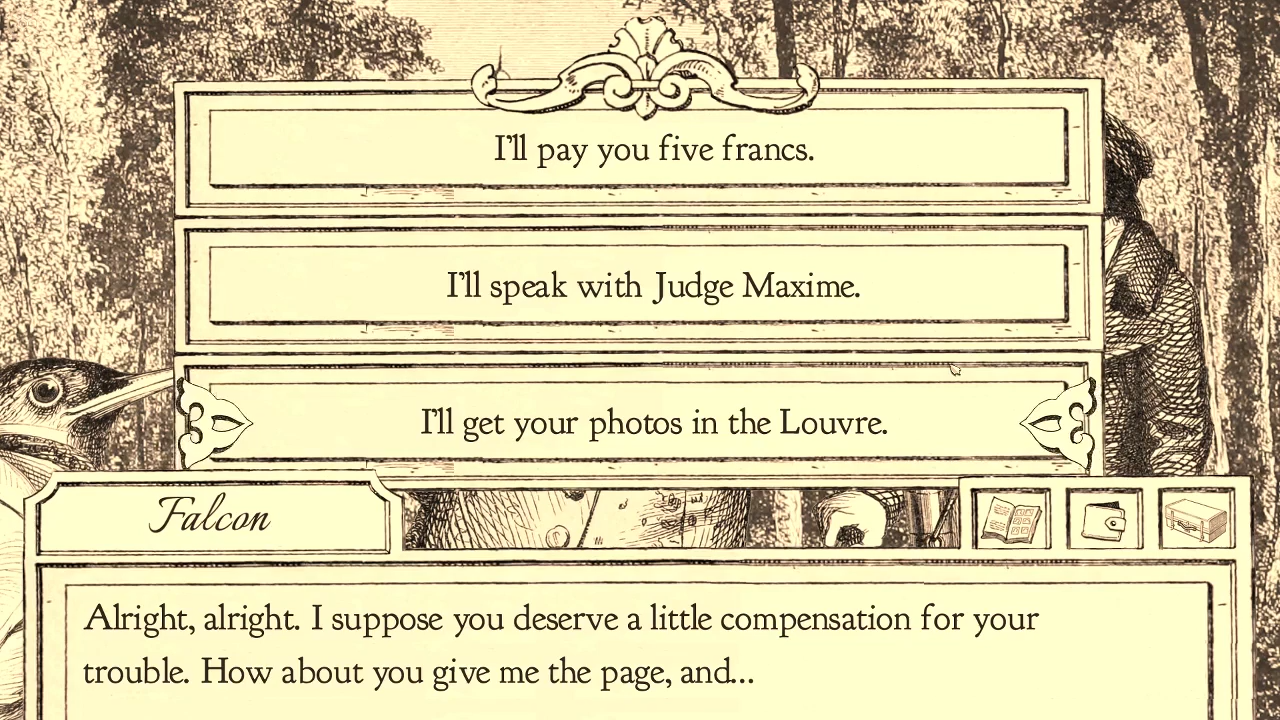 I'll pay you five francs.
I'll speak with Judge Maxime.
I'll get your photos in the Louvre.
Falcon
Alright, alright. I suppose you deserve a little compensation for your
trouble. How about you give me the page, and...